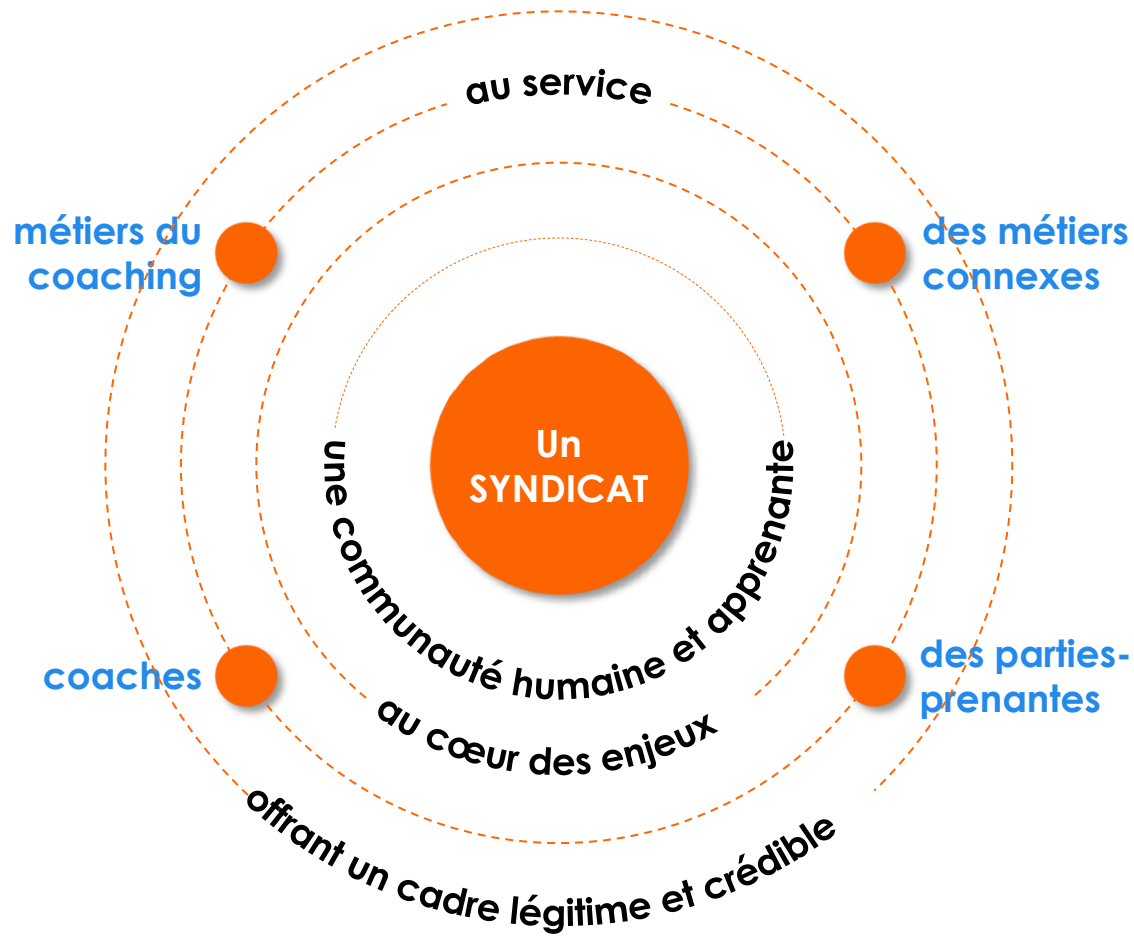 au service
métiers du
coaching
des métiers
connexes
Un
SYNDICAT
une communauté humaine et apprenante
coaches
des parties-
prenantes
au cœur des enjeux
offrant un cadre légitime et crédible